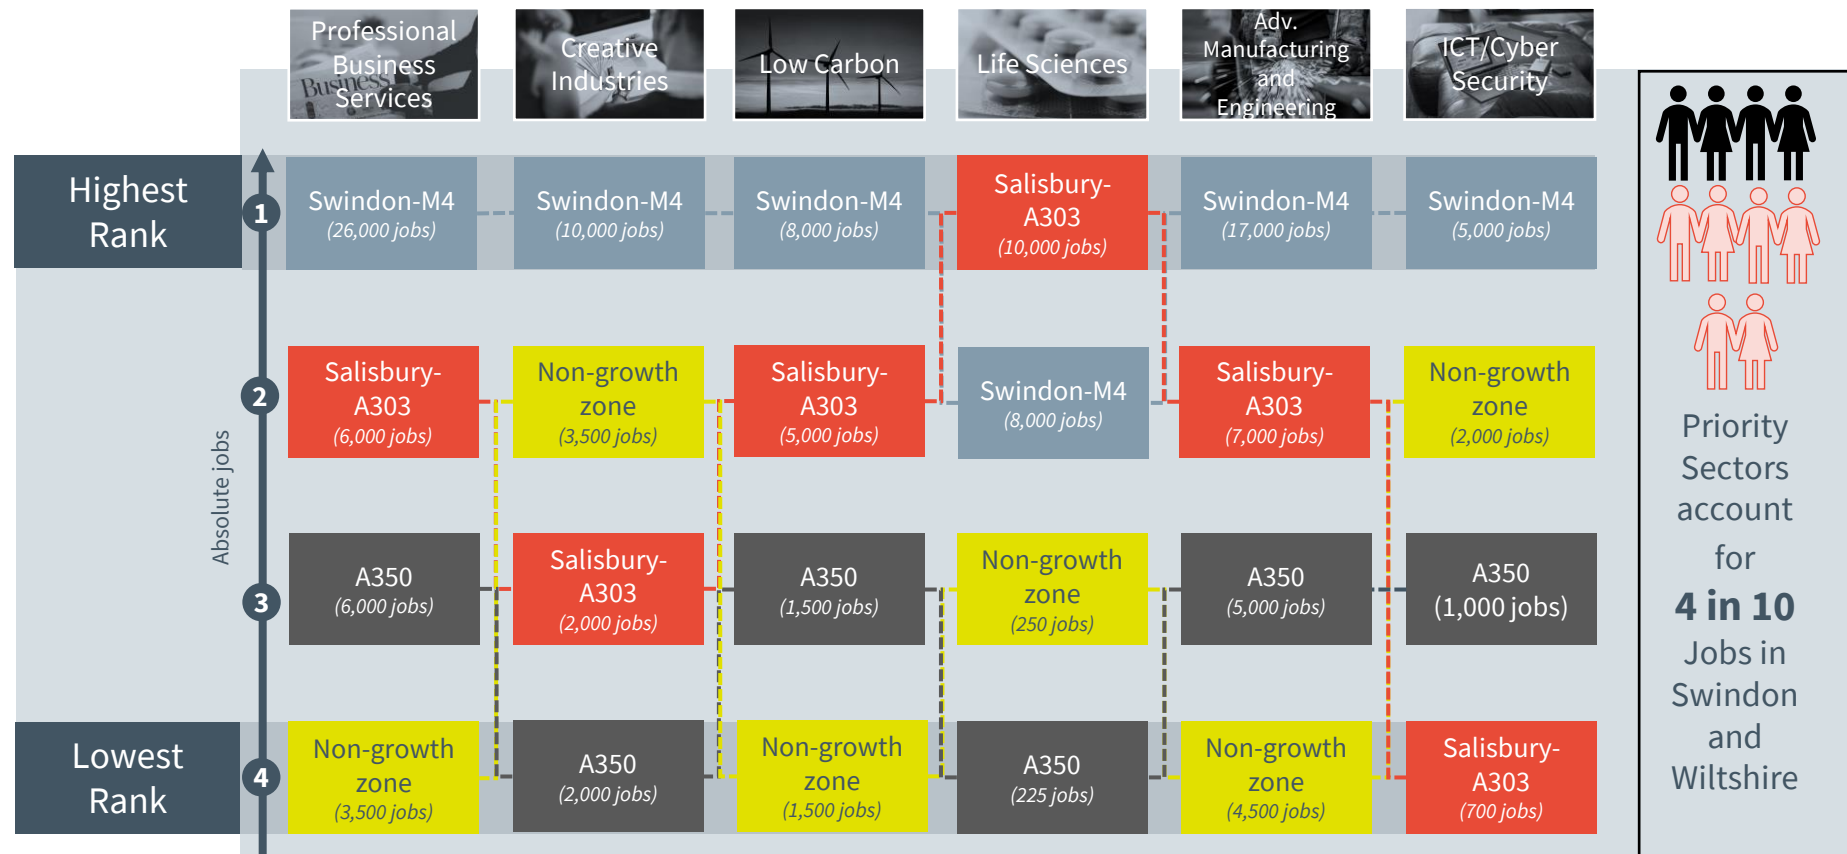 Professional
Business
Services
Business
Creative
Industries
Low Carbon
Life Sciences
Adv.
Manufacturing
and
Engineering
ICT/Cyber
Security
Highest
Rank
1
Swindon-M4
(26,000 jobs)
Swindon-M4
(10,000 jobs)
Swindon-M4
(8,000 jobs)
Salisbury-
A303
(10,000 jobs)
Swindon-M4
(17,000 jobs)
Swindon-M4
(5,000 jobs)
2
Salisbury-
A303
(6,000 jobs)
Non-growth
zone
(3,500 jobs)
Salisbury-
A303
(5,000 jobs)
Swindon-M4
(8,000 jobs)
Salisbury-
A303
(7,000 jobs)
Non-growth
zone
(2,000 jobs)
Absolute jobs
3
A350
(6,000 jobs)
Salisbury-
A303
(2,000 jobs)
A350
(1,500 jobs)
Non-growth
zone
(250 jobs)
A350
(5,000 jobs)
A350
(1,000 jobs)
Lowest
Rank
4
Non-growth
zone
(3,500 jobs)
A350
(2,000 jobs)
Non-growth
zone
(1,500 jobs)
A350
(225 jobs)
Non-growth
zone
(4,500 jobs)
Salisbury-
A303
(700 jobs)
Priority
Sectors
account
for
4 in 10
Jobs in
Swindon
and
Wiltshire